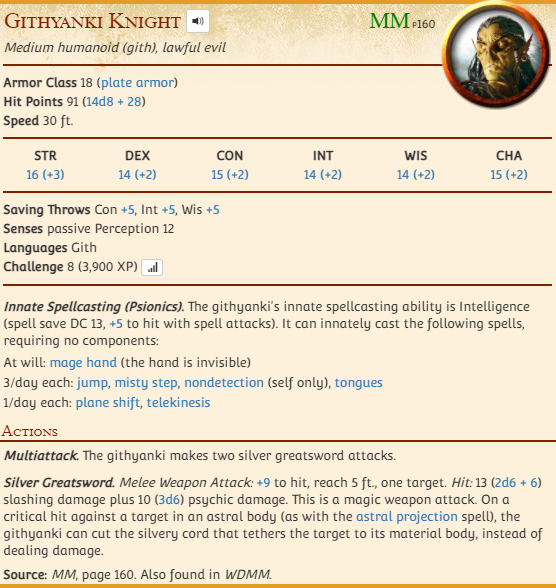 Githyanki Knight MM P160
Medium humanoid (gith), lawful evil
Armor Class 18 (plate armor)
Hit Points 91 (14d8 + 28)
Speed 30 ft.
STR DEX CON INT WIS CHA
16 (+3) 14 (+2) 15 (+2) 14 (+2) 14 (+2) 15 (+2)
Saving Throws Con +5, Int +5, Wis +5
Senses passive Perception 12
Languages Gith
Challenge 8 (3,900 XP)
Innate Spellcasting (Psionics). The githyanki's innate spellcasting ability is Intelligence
(spell save DC 13, +5 to hit with spell attacks). It can innately cast the following spells,
requiring no components:
At will: mage hand (the hand is invisible)
3/day each: jump, misty step, nondetection (self only), tongues
1/day each: plane shift, telekinesis
Actions
Multiattack. The githyanki makes two silver greatsword attacks.
Silver Greatsword. Melee Weapon Attack: +9 to hit, reach 5 ft., one target. Hit: 13 (2d6 + 6)
slashing damage plus 10 (3d6) psychic damage. This is a magic weapon attack. On a
critical hit against a target in an astral body (as with the astral projection spell), the
githyanki can cut the silvery cord that tethers the target to its material body, instead of
dealing damage.
Source: MM, page 160. Also found in WDMM.